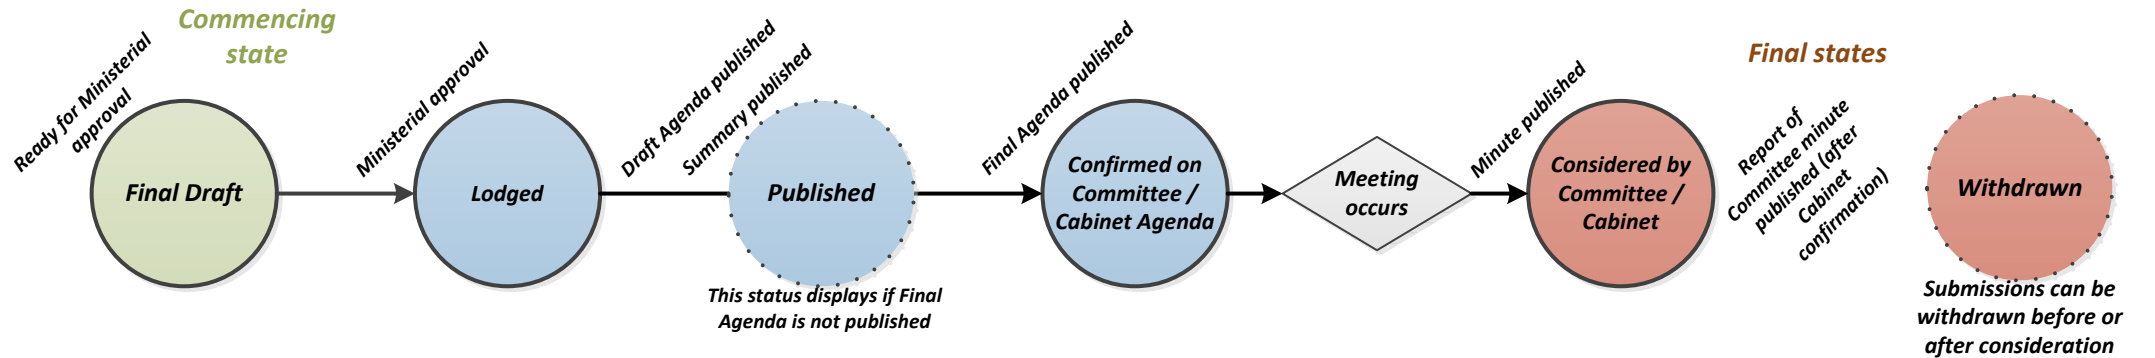 Commencing
state
Ready for Ministerial
approval
Final Draft
Ministerial approval
Lodged
Draft Agenda published
Summary published
Published
This status displays if Final
Agenda is not published
Final Agenda published
Confirmed on
Committee /
Cabinet Agenda
Meeting
occurs
Minute published
Considered by
Committee /
Cabinet
Final states
Report of
Committee minute
published (after
Cabinet
confirmation)
Withdrawn
Submissions can be
withdrawn before or
after consideration